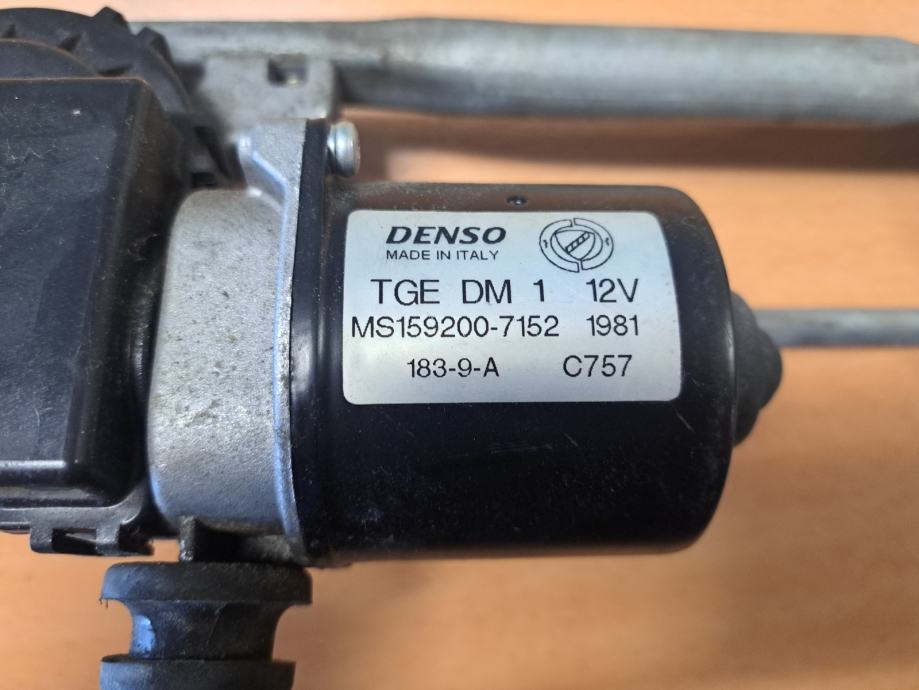 DENSO
MADE IN ITALY
TGE DM 1 12V
MS159200-7152 1981
183-9-A C757